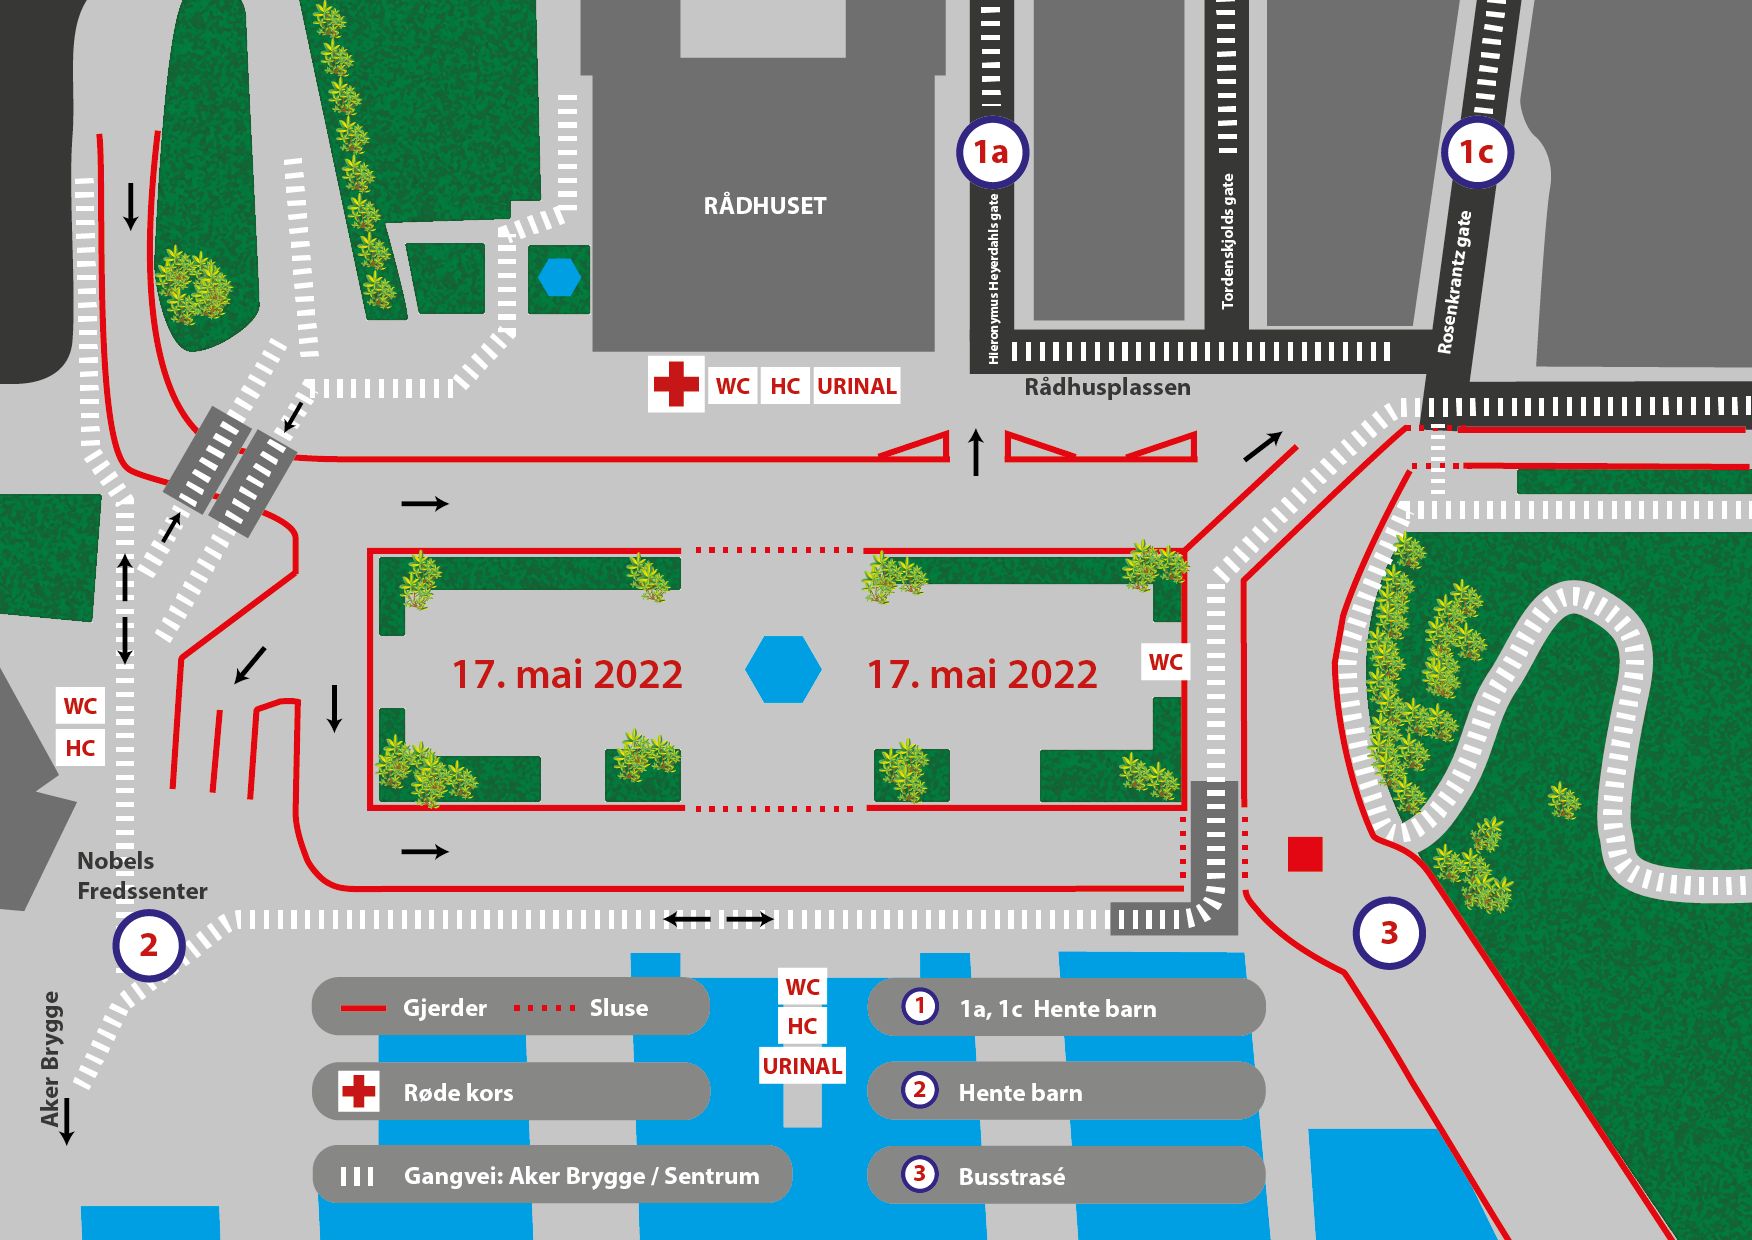 1a
1c
RÅDHUSET
Hieronymus Heyerdahls gate
Tordenskjolds gate
Rosenkrantz gate
WC
HC
URINAL
Rådhusplassen
17. mai 2022
17. mai 2022
WC
WC
HC
Nobels
Fredssenter
2
3
Aker Brygge
WC
HC
URINAL
Gjerder
Sluse
1
1a, 1c Hente barn
Røde kors
2
Hente barn
Gangvei: Aker Brygge / Sentrum
3
Busstrasé